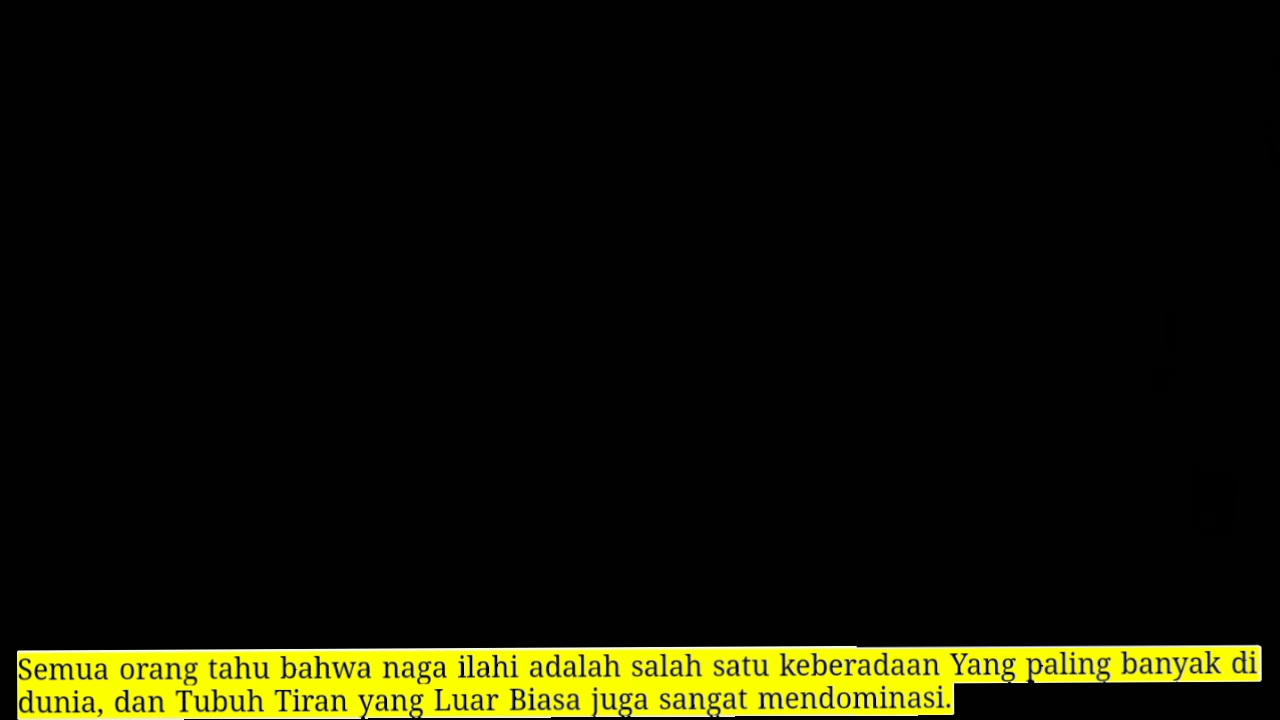 Semua orang tahu bahwa naga ilahi adalah salah satu keberadaan Yang paling banyak di
dunia, dan Tubuh Tiran yang Luar Biasa juga sangat mendominasi.